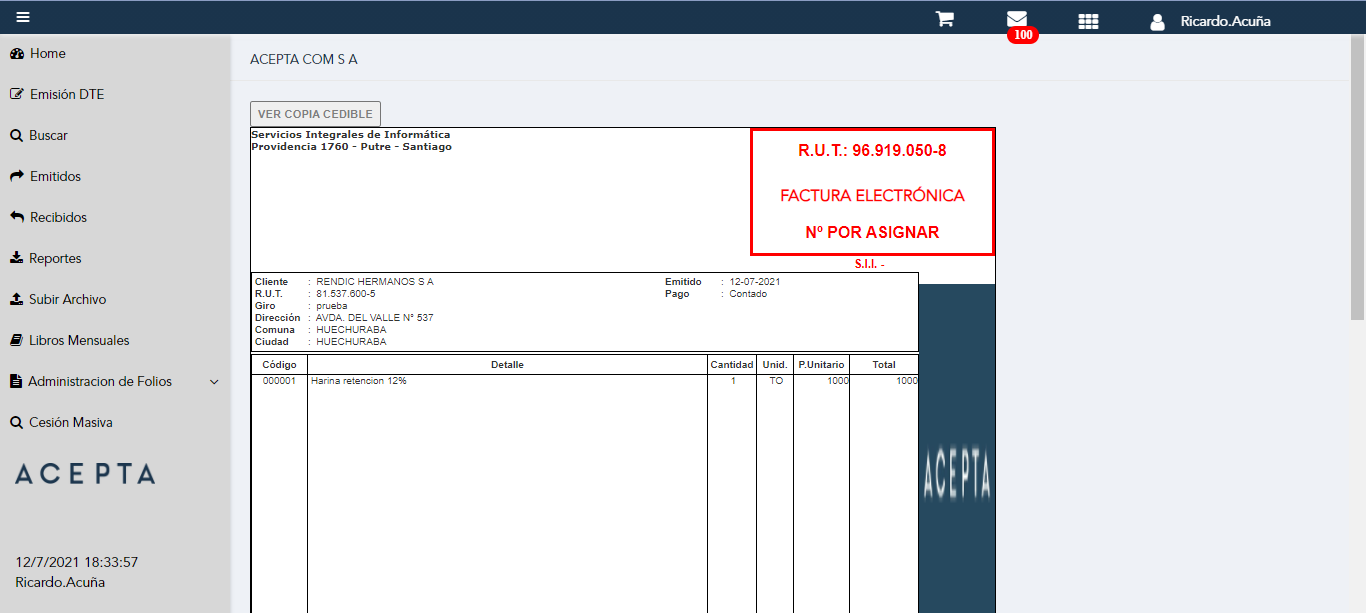 Ricardo.Acuña
100
Home
Emisión DTE
Buscar
Emitidos
Recibidos
Reportes
Subir Archivo
Libros Mensuales
Administracion de Folios
Cesión Masiva
ACEPTA
12/7/2021 18:33:57
Ricardo.Acuña
ACEPTA COM S A
VER COPIA CEDIBLE
Servicios Integrales de Informática
Providencia 1760 - Putre - Santiago
R.U.T.: 96.919.050-8
FACTURA ELECTRÓNICA
Nº POR ASIGNAR
S.I.I. -
Cliente : RENDIC HERMANOS S A Emitido : 12-07-2021
R.U.T. : 81.537.600-5 Pago : Contado
Giro : prueba
Dirección : AVDA. DEL VALLE N° 537
Comuna : HUECHURABA
Ciudad : HUECHURABA
Código Detalle Cantidad Unid. P.Unitario Total
000001 Harina retencion 12% 1 TO 1000 1000
ACEPTA